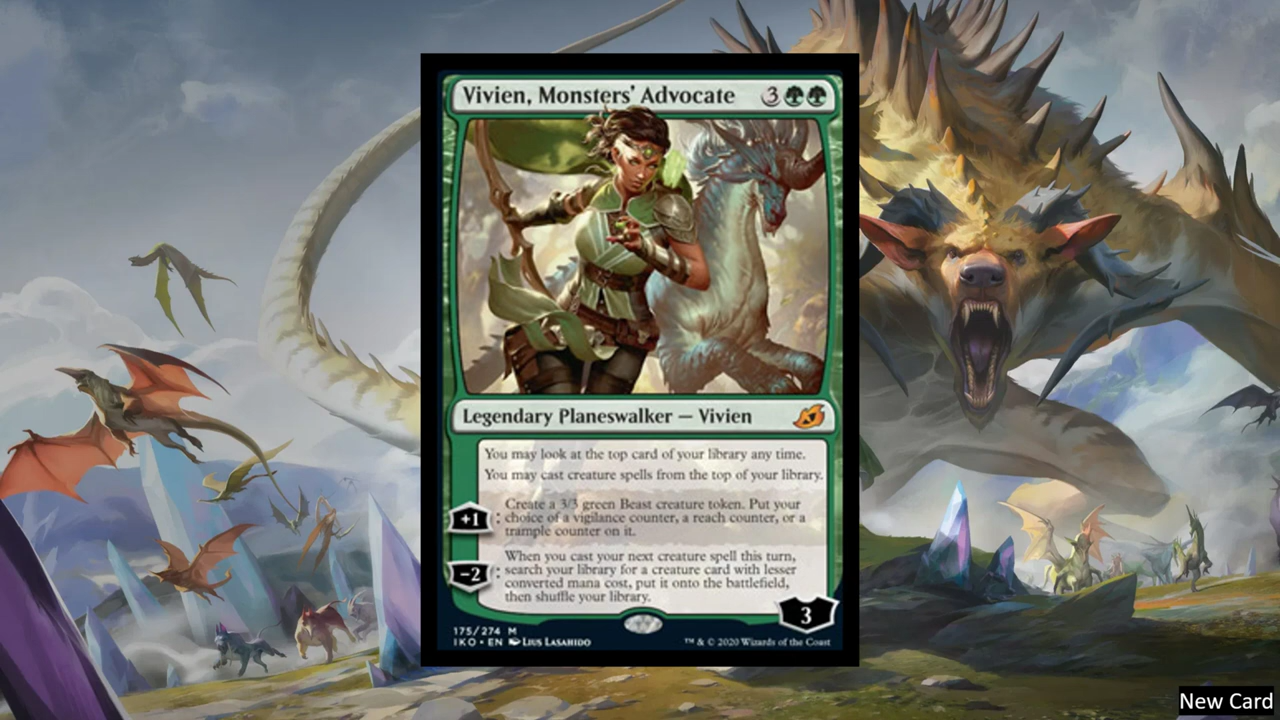 Vivien, Monsters' Advocate 3
Legendary Planeswalker — Vivien
You may look at the top card of your library any time.
You may cast creature spells from the top of your library.
+1 : Create a 3/3 green Beast creature token. Put your
choice of a vigilance counter, a reach counter, or a
trample counter on it.
−2 : When you cast your next creature spell this turn,
search your library for a creature card with lesser
converted mana cost, put it onto the battlefield,
then shuffle your library.
3
175/274 M
IKO • EN Lius Lasahido
™ & © 2020 Wizards of the Coast
New Card